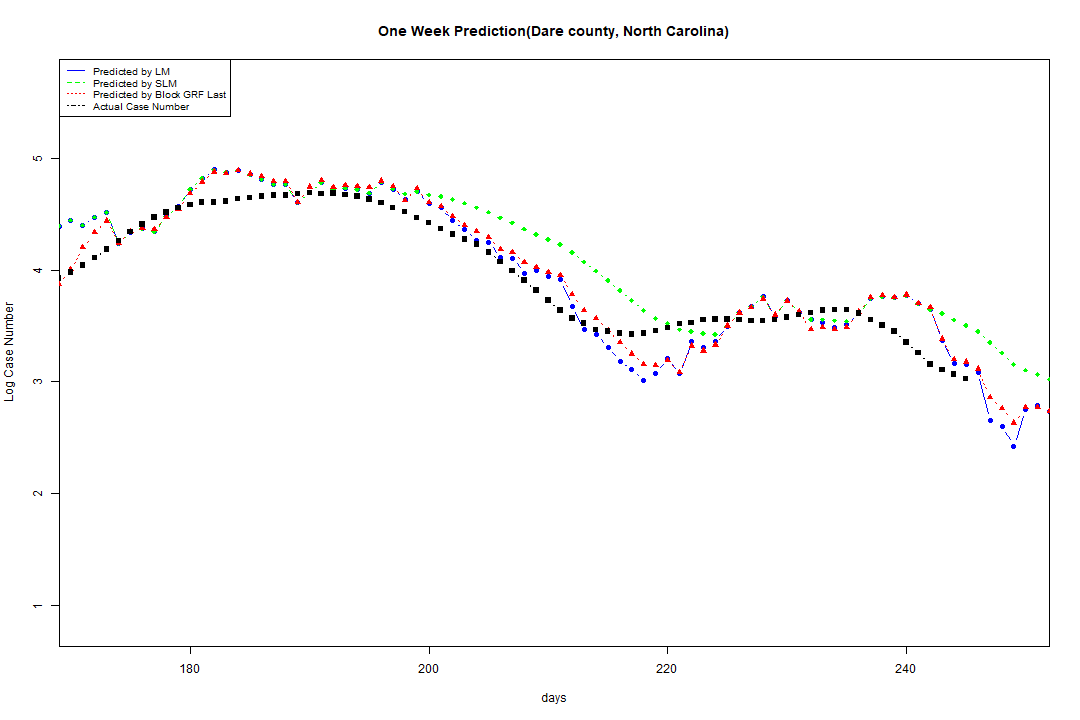 One Week Prediction(Dare county, North Carolina)
Predicted by LM
Predicted by SLM
Predicted by Block GRF Last
Actual Case Number
5
4
3
2
1
Log Case Number
180 200 220 240
days